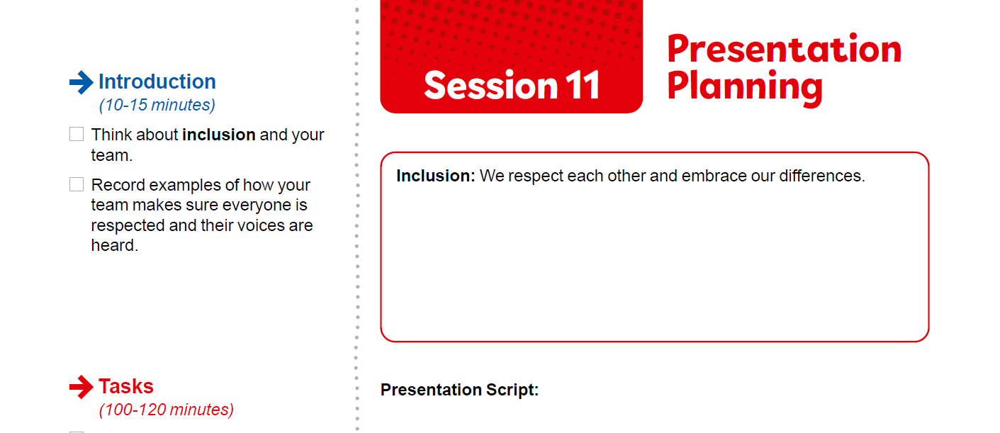 Introduction
(10-15 minutes)
Think about inclusion and your
team.
Record examples of how your
team makes sure everyone is
respected and their voices are
heard.
Tasks
(100-120 minutes)
Session 11
Presentation
Planning
Inclusion: We respect each other and embrace our differences.
Presentation Script: